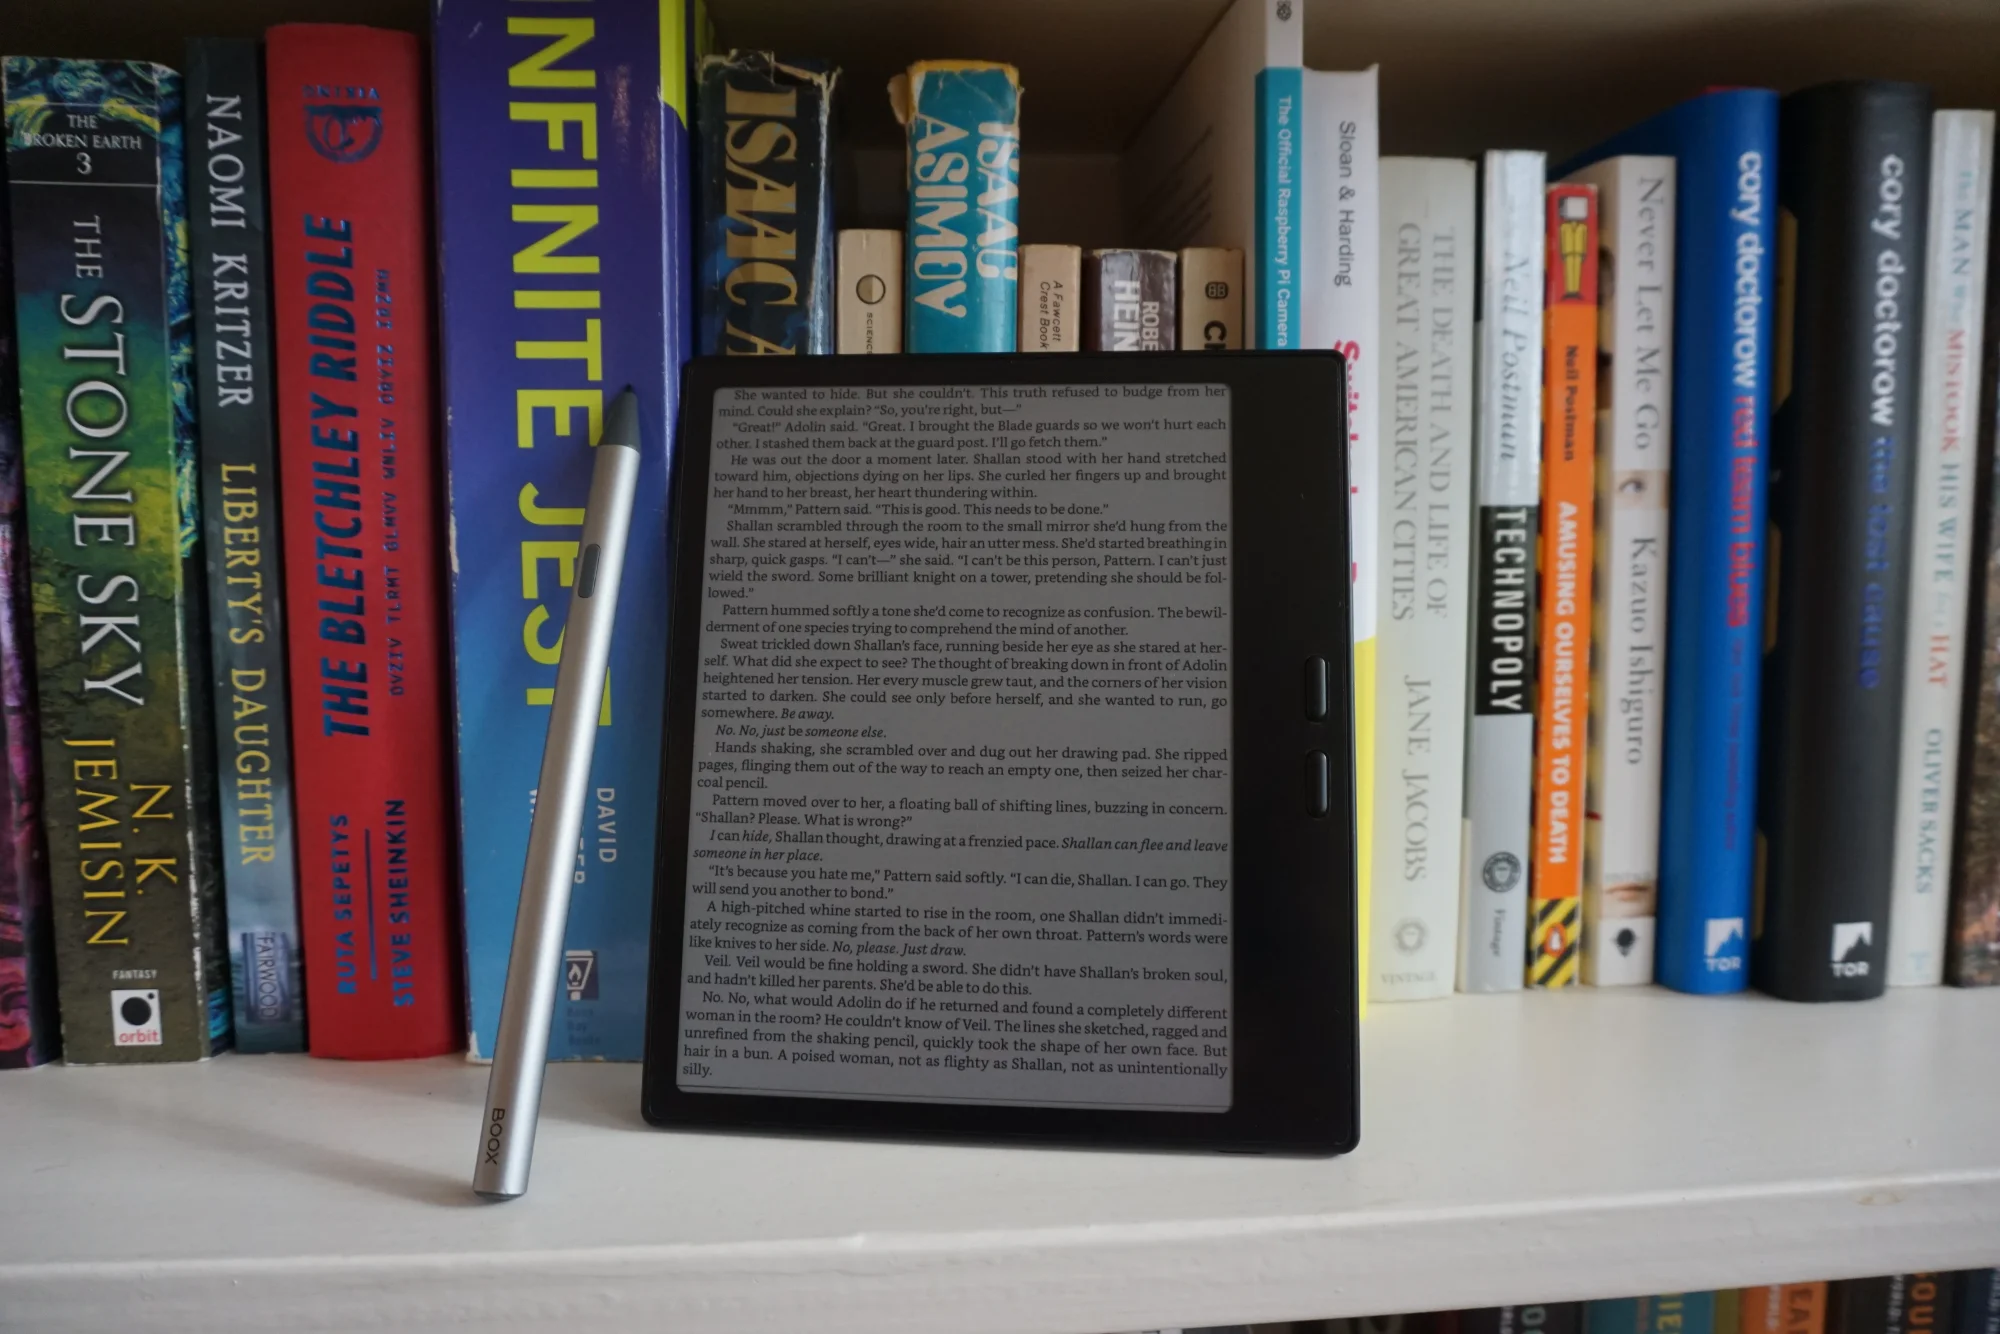 THE
BROKEN EARTH
3
THE STONE SKY
N. K.
JEMISIN
FANTASY
orbit
NAOMI KRITZER LIBERTY'S DAUGHTER
FAIRWOOD
THE BLETCHLEY RIDDLE
RUTA SEPETYS
STEVE SHEINKIN
INFINITE JEST
DAVID
BOOX
ISAAC A
SCIENC
ISAAC
ASIMOV
A Fawcett
Crest Book
ROBE
HEIN
The Official Raspberry Pi Camera
Sloan & Harding
THE DEATH AND LIFE OF
GREAT AMERICAN CITIES JANE JACOBS
VINTAGE
Neil Postman TECHNOPOLY
Vintage
Neil Postman AMUSING OURSELVES TO DEATH
Never Let Me Go Kazuo Ishiguro
cory doctorow red team blues
TOR
cory doctorow the lost cause
TOR
THE MAN WHO MISTOOK HIS WIFE for a HAT OLIVER SACKS
She wanted to hide. But she couldn't. This truth refused to budge from her
mind. Could she explain? “So, you're right, but—”
“Great!” Adolin said. “Great. I brought the Blade guards so we won't hurt each
other. I stashed them back at the guard post. I'll go fetch them.”
He was out the door a moment later. Shallan stood with her hand stretched
toward him, objections dying on her lips. She curled her fingers up and brought
her hand to her breast, her heart thundering within.
“Mmmm,” Pattern said. “This is good. This needs to be done.”
Shallan scrambled through the room to the small mirror she'd hung from the
wall. She stared at herself, eyes wide, hair an utter mess. She'd started breathing in
sharp, quick gasps. “I can't—” she said. “I can't be this person, Pattern. I can't just
wield the sword. Some brilliant knight on a tower, pretending she should be fol-
lowed.”
Pattern hummed softly a tone she'd come to recognize as confusion. The bewil-
derment of one species trying to comprehend the mind of another.
Sweat trickled down Shallan's face, running beside her eye as she stared at her-
self. What did she expect to see? The thought of breaking down in front of Adolin
heightened her tension. Her every muscle grew taut, and the corners of her vision
started to darken. She could see only before herself, and she wanted to run, go
somewhere. Be away.
No. No, just be someone else.
Hands shaking, she scrambled over and dug out her drawing pad. She ripped
pages, flinging them out of the way to reach an empty one, then seized her char-
coal pencil.
Pattern moved over to her, a floating ball of shifting lines, buzzing in concern.
“Shallan? Please. What is wrong?”
I can hide, Shallan thought, drawing at a frenzied pace. Shallan can flee and leave
someone in her place.
“It's because you hate me,” Pattern said softly. “I can die, Shallan. I can go. They
will send you another to bond.”
A high-pitched whine started to rise in the room, one Shallan didn't immedi-
ately recognize as coming from the back of her own throat. Pattern's words were
like knives to her side. No, please. Just draw.
Veil. Veil would be fine holding a sword. She didn't have Shallan's broken soul,
and hadn't killed her parents. She'd be able to do this.
No. No, what would Adolin do if he returned and found a completely different
woman in the room? He couldn't know of Veil. The lines she sketched, ragged and
unrefined from the shaking pencil, quickly took the shape of her own face. But
hair in a bun. A poised woman, not as flighty as Shallan, not as unintentionally
silly.